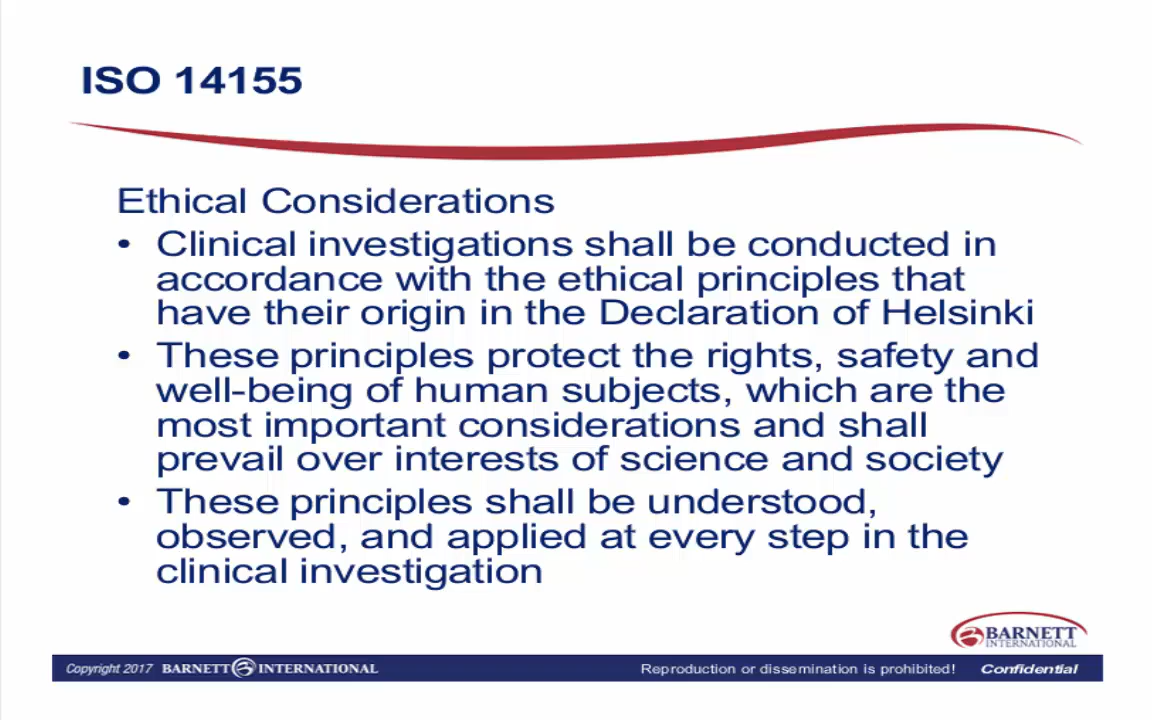 ISO 14155
Ethical Considerations
• Clinical investigations shall be conducted in
accordance with the ethical principles that
have their origin in the Declaration of Helsinki
• These principles protect the rights, safety and
well-being of human subjects, which are the
most important considerations and shall
prevail over interests of science and society
• These principles shall be understood,
observed, and applied at every step in the
clinical investigation
BARNETT
INTERNATIONAL
Copyright 2017 BARNETT INTERNATIONAL Reproduction or dissemination is prohibited! Confidential